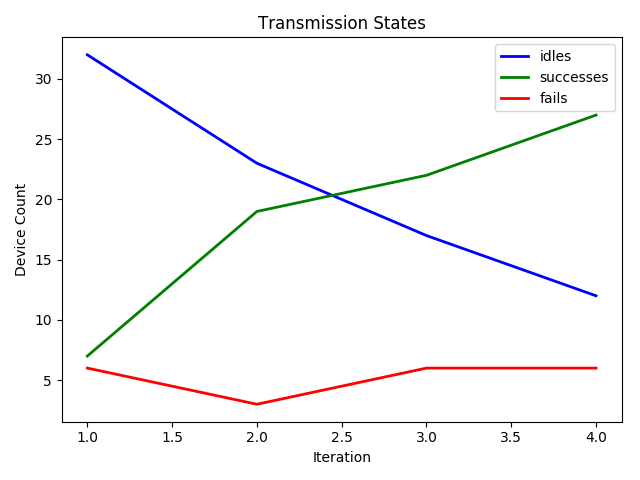 Transmission States
idles
successes
fails
Device Count
30
25
20
15
10
5
1.0 1.5 2.0 2.5 3.0 3.5 4.0
Iteration